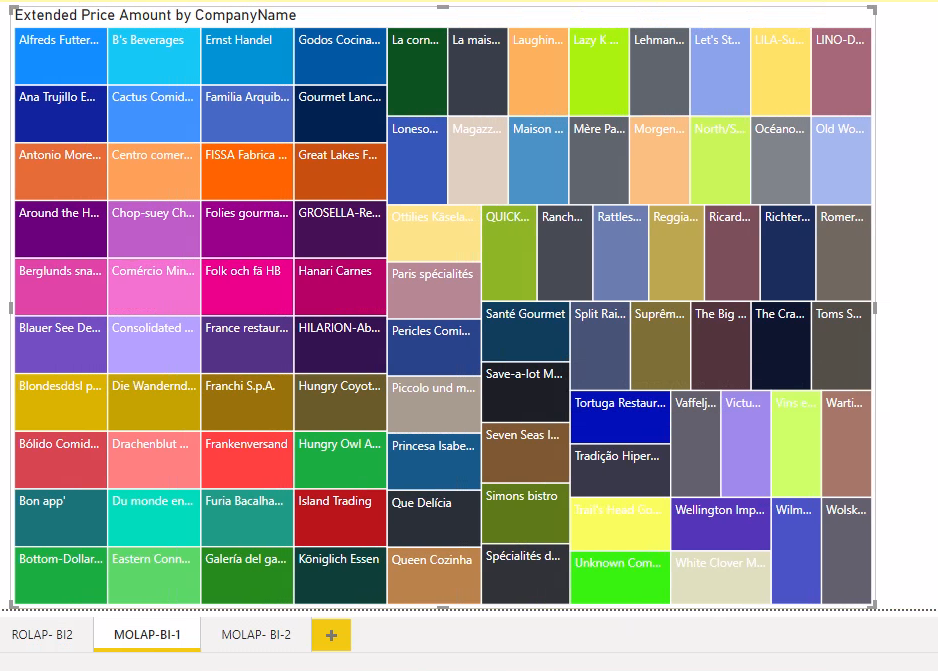 Extended Price Amount by CompanyName
Alfreds Futter...
B's Beverages
Ernst Handel
Godos Cocina...
La corn...
La mais...
Laughin...
Lazy K ...
Lehman...
Let's St...
LILA-Su...
LINO-D...
Ana Trujillo E...
Cactus Comid...
Familia Arquib...
Gourmet Lanc...
Loneso...
Magazz...
Maison ...
Mère Pa...
Morgen...
North/S...
Océano...
Old Wo...
Antonio More...
Centro comer...
FISSA Fabrica ...
Great Lakes F...
Around the H...
Chop-suey Ch...
Folies gourma...
GROSELLA-Re...
Ottilies Käsela...
QUICK...
Ranch...
Rattles...
Reggia...
Ricard...
Richter...
Romer...
Berglunds sna...
Comércio Min...
Folk och fä HB
Hanari Carnes
Paris spécialités
Blauer See De...
Consolidated ...
France restaur...
HILARION-Ab...
Pericles Comi...
Santé Gourmet
Split Rai...
Suprêm...
The Big ...
The Cra...
Toms S...
Blondesddsl p...
Die Wandernd...
Franchi S.p.A.
Hungry Coyot...
Piccolo und m...
Save-a-lot M...
Tortuga Restaur...
Vaffelj...
Victu...
Vins e...
Warti...
Bólido Comid...
Drachenblut ...
Frankenversand
Hungry Owl A...
Princesa Isabe...
Seven Seas I...
Tradição Hiper...
Bon app'
Du monde en...
Furia Bacalha...
Island Trading
Que Delícia
Simons bistro
Trail's Head Go...
Wellington Imp...
Wilm...
Wolsk...
Bottom-Dollar...
Eastern Conn...
Galería del ga...
Königlich Essen
Queen Cozinha
Spécialités d...
Unknown Com...
White Clover M...
ROLAP- BI2
MOLAP-BI-1
MOLAP- BI-2
+